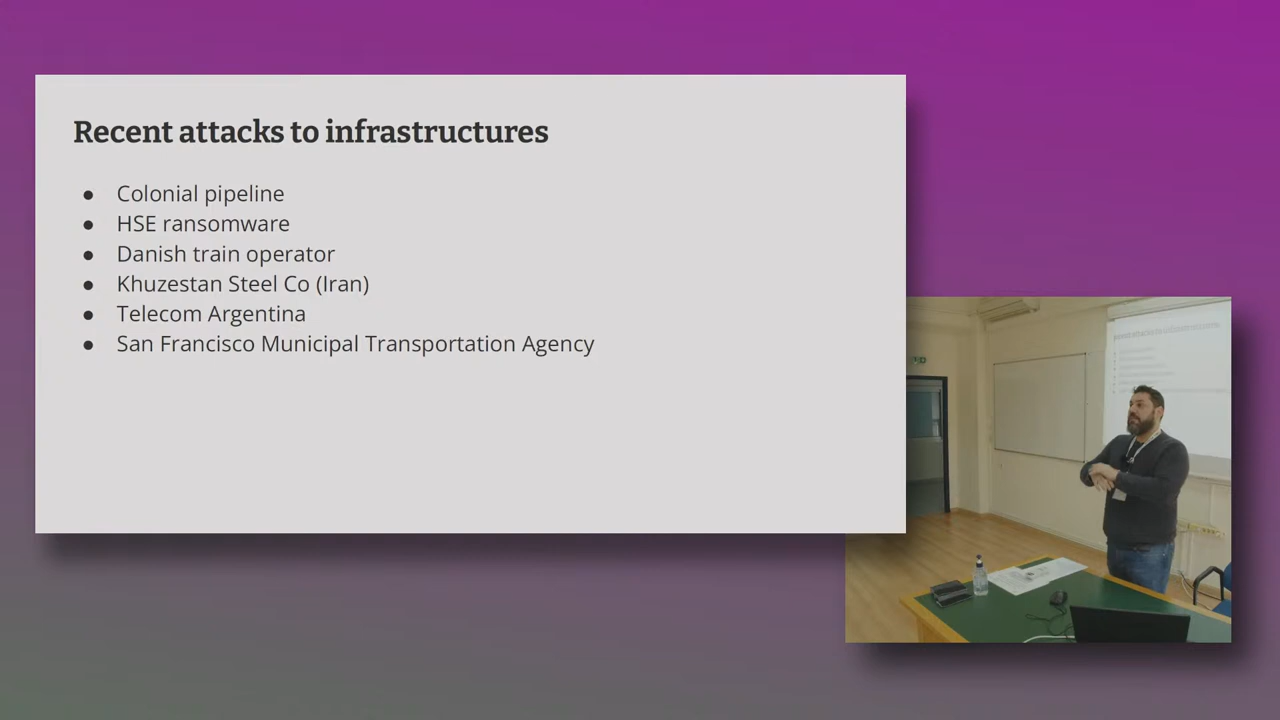 Recent attacks to infrastructures
● Colonial pipeline
● HSE ransomware
● Danish train operator
● Khuzestan Steel Co (Iran)
● Telecom Argentina
● San Francisco Municipal Transportation Agency